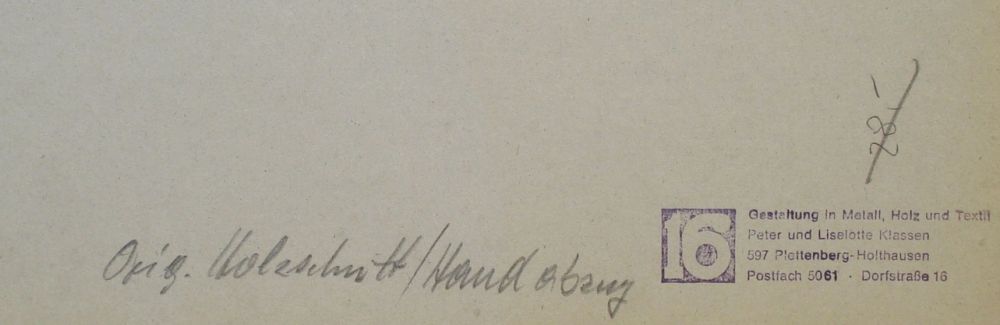 28,-
16
Gestaltung in Metall, Holz und Textil
Peter und Liselotte Klassen
597 Plettenberg-Holthausen
Postfach 5061 · Dorfstraße 16
Orig. Holzschnitt/Handabzug